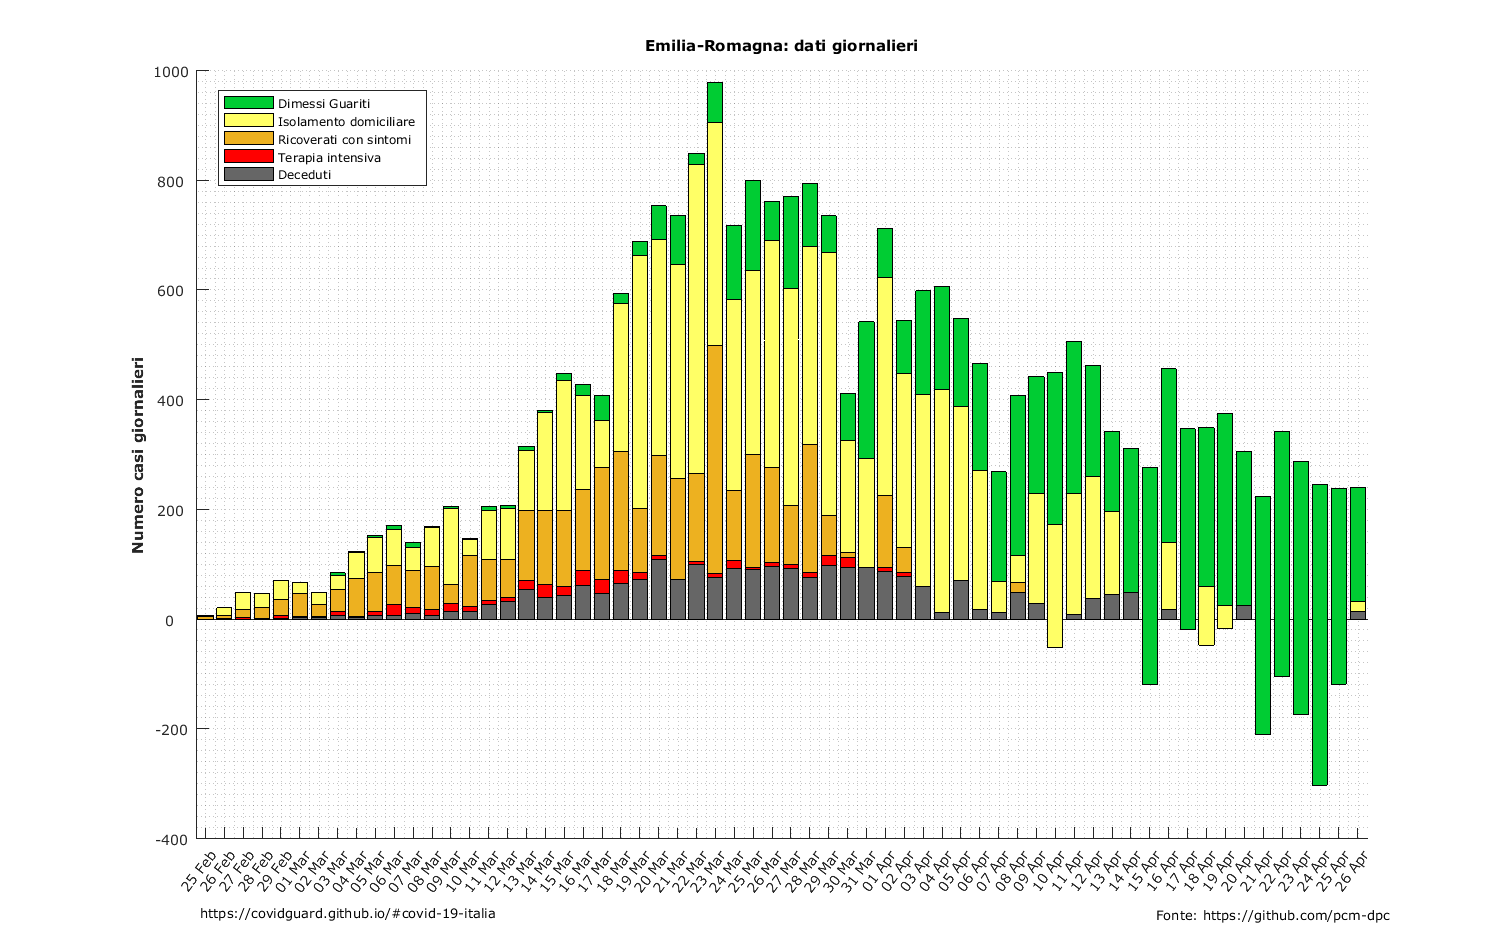 Emilia-Romagna: dati giornalieri
Numero casi giornalieri
1000
800
600
400
200
0
-200
-400
Dimessi Guariti
Isolamento domiciliare
Ricoverati con sintomi
Terapia intensiva
Deceduti
25 Feb
26 Feb
27 Feb
28 Feb
29 Feb
01 Mar
02 Mar
03 Mar
04 Mar
05 Mar
06 Mar
07 Mar
08 Mar
09 Mar
10 Mar
11 Mar
12 Mar
13 Mar
14 Mar
15 Mar
16 Mar
17 Mar
18 Mar
19 Mar
20 Mar
21 Mar
22 Mar
23 Mar
24 Mar
25 Mar
26 Mar
27 Mar
28 Mar
29 Mar
30 Mar
31 Mar
01 Apr
02 Apr
03 Apr
04 Apr
05 Apr
06 Apr
07 Apr
08 Apr
09 Apr
10 Apr
11 Apr
12 Apr
13 Apr
14 Apr
15 Apr
16 Apr
17 Apr
18 Apr
19 Apr
20 Apr
21 Apr
22 Apr
23 Apr
24 Apr
25 Apr
26 Apr
https://covidguard.github.io/#covid-19-italia
Fonte: https://github.com/pcm-dpc